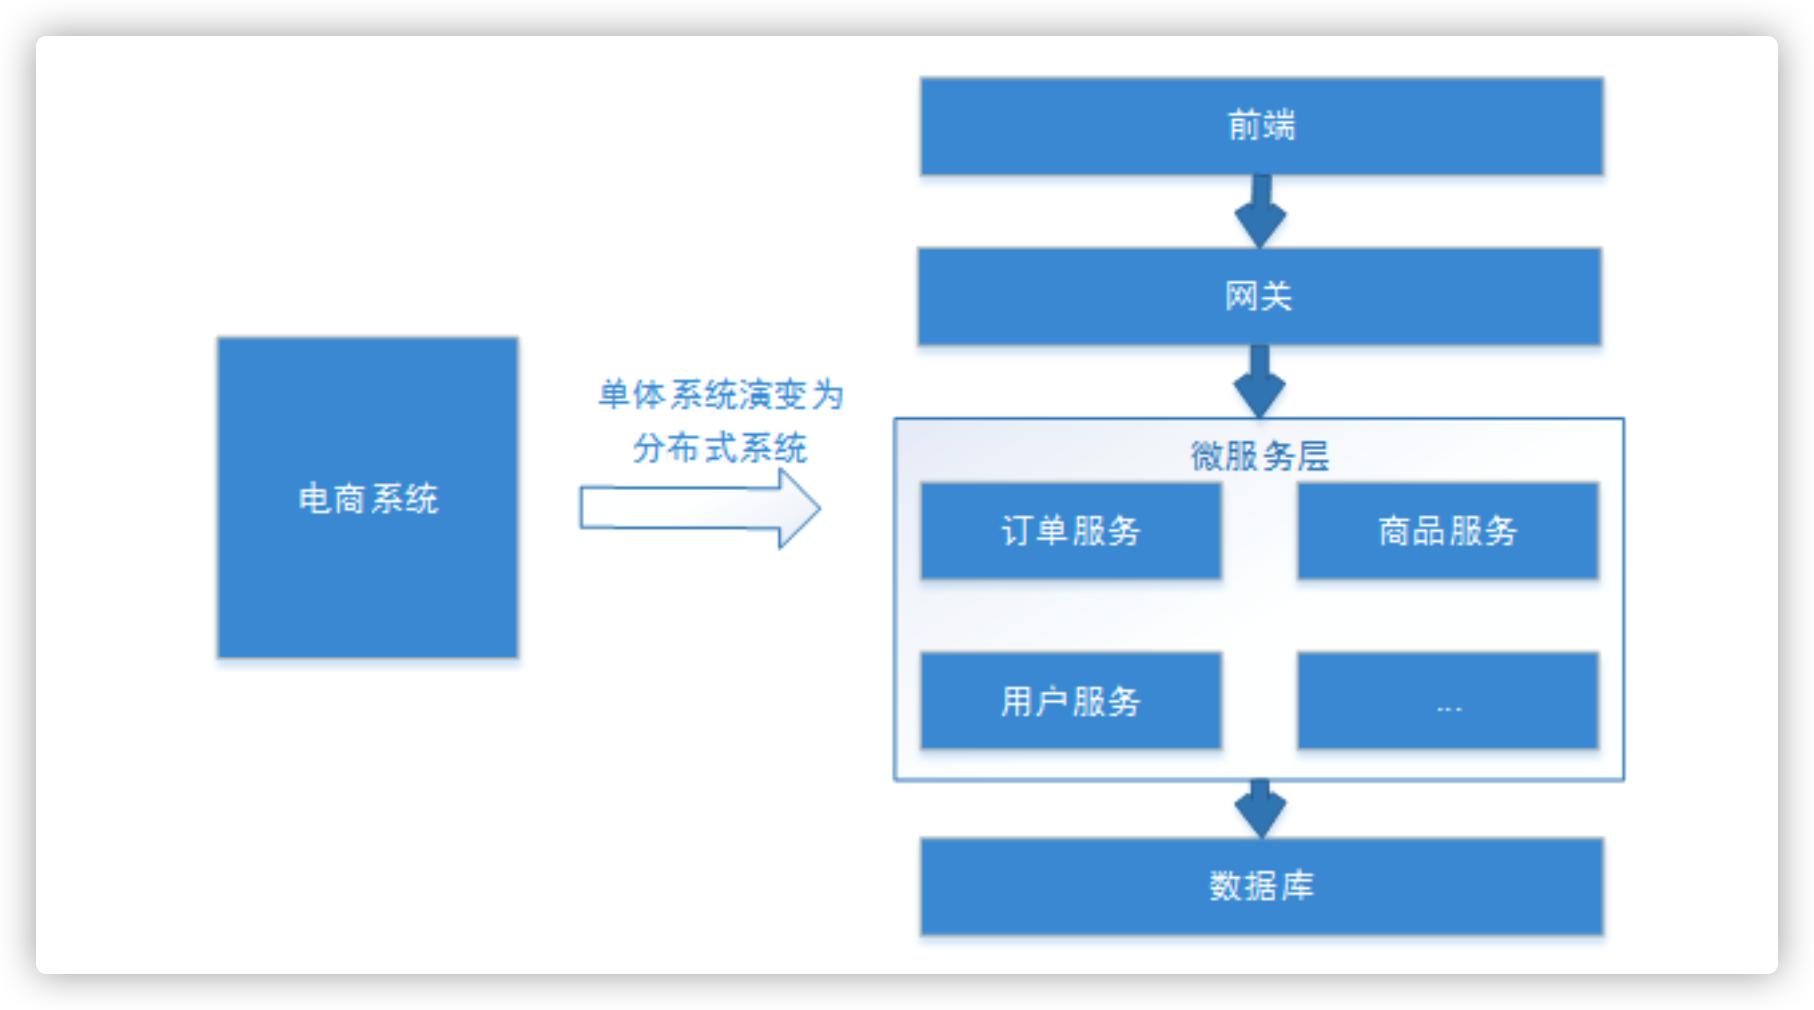 电商系统
单体系统演变为
分布式系统
前端
网关
微服务层
订单服务
商品服务
用户服务
...
数据库